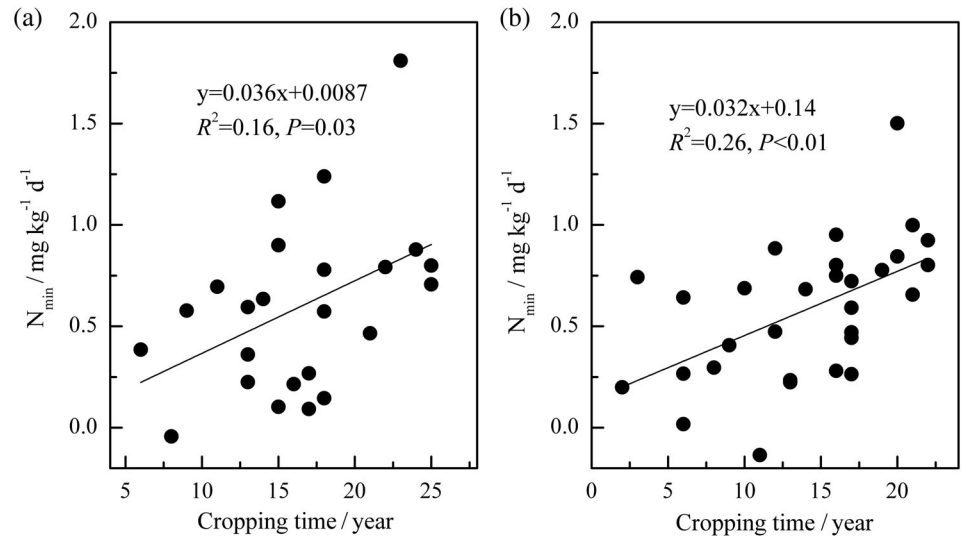 (a)
y=0.036x+0.0087
R²=0.16, P=0.03
N_min / mg kg⁻¹ d⁻¹
2.0
1.5
1.0
0.5
0.0
5 10 15 20 25
Cropping time / year
(b)
y=0.032x+0.14
R²=0.26, P<0.01
N_min / mg kg⁻¹ d⁻¹
2.0
1.5
1.0
0.5
0.0
0 5 10 15 20
Cropping time / year